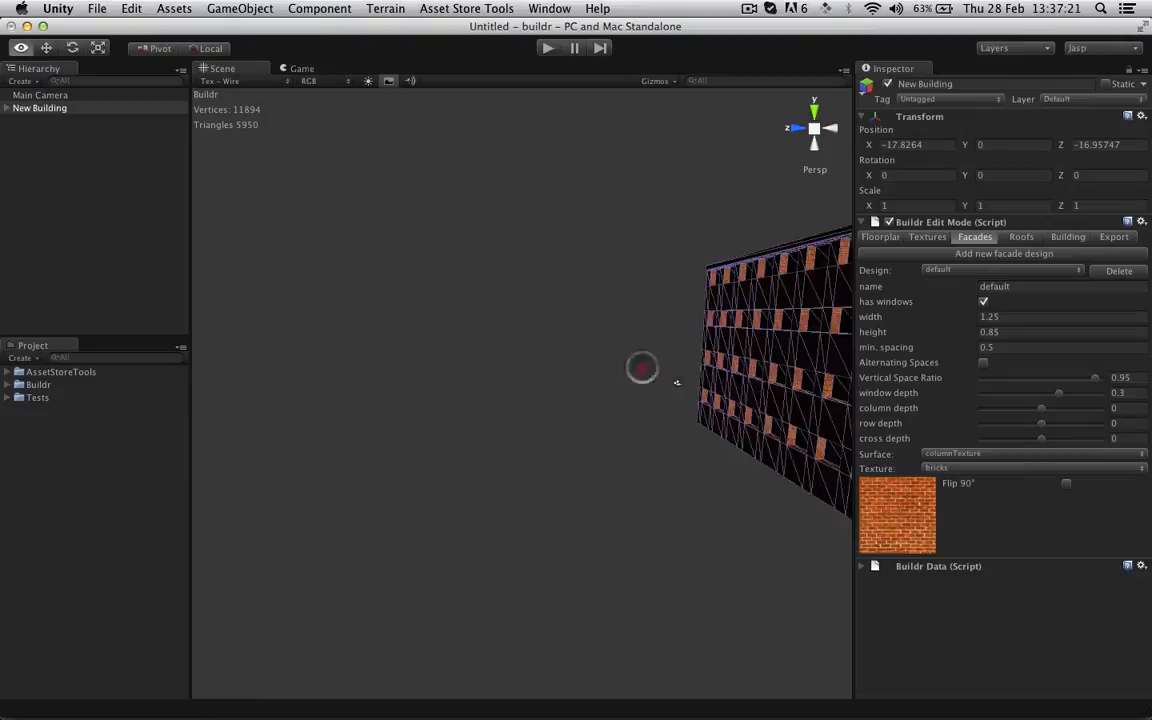 Unity File Edit Assets GameObject Component Terrain Asset Store Tools Window Help 6 63% Thu 28 Feb 13:37:21
Untitled – buildr – PC and Mac Standalone
Pivot Local Layers Jasp
Hierarchy Scene Game Inspector
Create All Tex - Wire RGB Gizmos All New Building Static
Main Camera Buildr Tag Untagged Layer Default
New Building Vertices: 11894 Transform
Triangles 5950 y z Persp
Position
X -17.8264 Y 0 Z -16.95747
Rotation
X 0 Y 0 Z 0
Scale
X 1 Y 1 Z 1
Buildr Edit Mode (Script)
Floorplan Textures Facades Roofs Building Export
Add new facade design
Design: default Delete
name default
has windows
width 1.25
height 0.85
Project min. spacing 0.5
Create All Alternating Spaces
AssetStoreTools Vertical Space Ratio 0.95
Buildr window depth 0.3
Tests column depth 0
row depth 0
cross depth 0
Surface: columnTexture
Texture: bricks
Flip 90°
Buildr Data (Script)